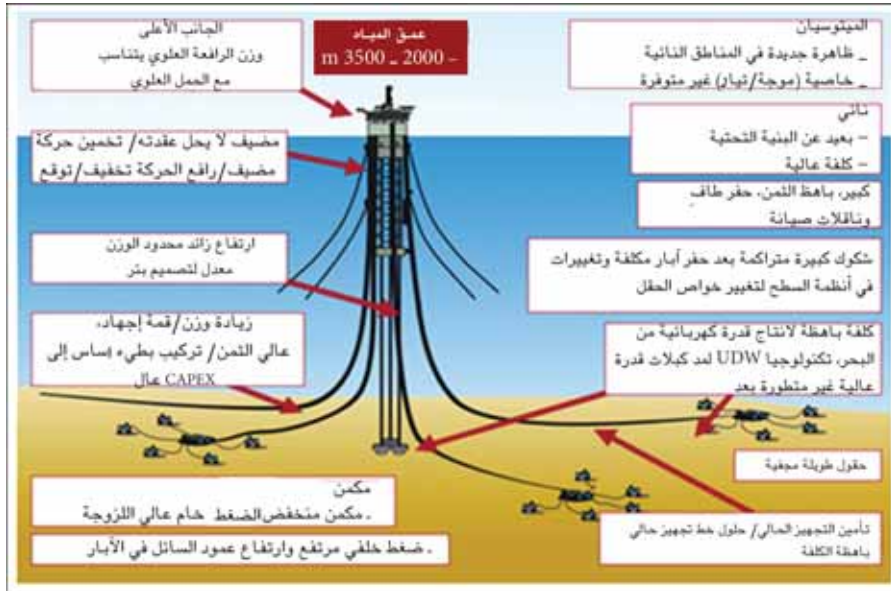 الميتوسيان
_ ظاهرة جديدة في المناطق النائية
_ خاصية (موجة/تيار) غير متوفرة
عمق المياه
m 3500 – 2000 –
الجانب الأعلى
وزن الرافعة العلوي يتناسب
مع الحمل العلوي
نائي
– بعيد عن البنية التحتية
– كلفة عالية
مضيف لا يحل عقدته/ تخمين حركة
مضيف/رافع الحركة تخفيف/توقع
كبير، باهظ الثمن، حفر طاف
وناقلات صيانة
ارتفاع زائد محدود الوزن
معدل لتصميم بئر
شكوك كبيرة متراكمة بعد حفر آبار مكلفة وتغييرات
في أنظمة السطح لتغيير خواص الحقل
زيادة وزن/قمة إجهاد،
عالي الثمن/ تركيب بطيء إساس إلى
CAPEX عال
كلفة باهظة لانتاج قدرة كهربائية من
البحر، تكنولوجيا UDW لمد كبلات قدرة
عالية غير متطورة بعد
حقول طويلة مجفية
مكمن
. مكمن منخفض الضغط خام عالي اللزوجة
. ضغط خلفي مرتفع وارتفاع عمود السائل في الآبار
تأمين التجهيز الحالي/ حلول خط تجهيز حالي
باهظة الكلفة